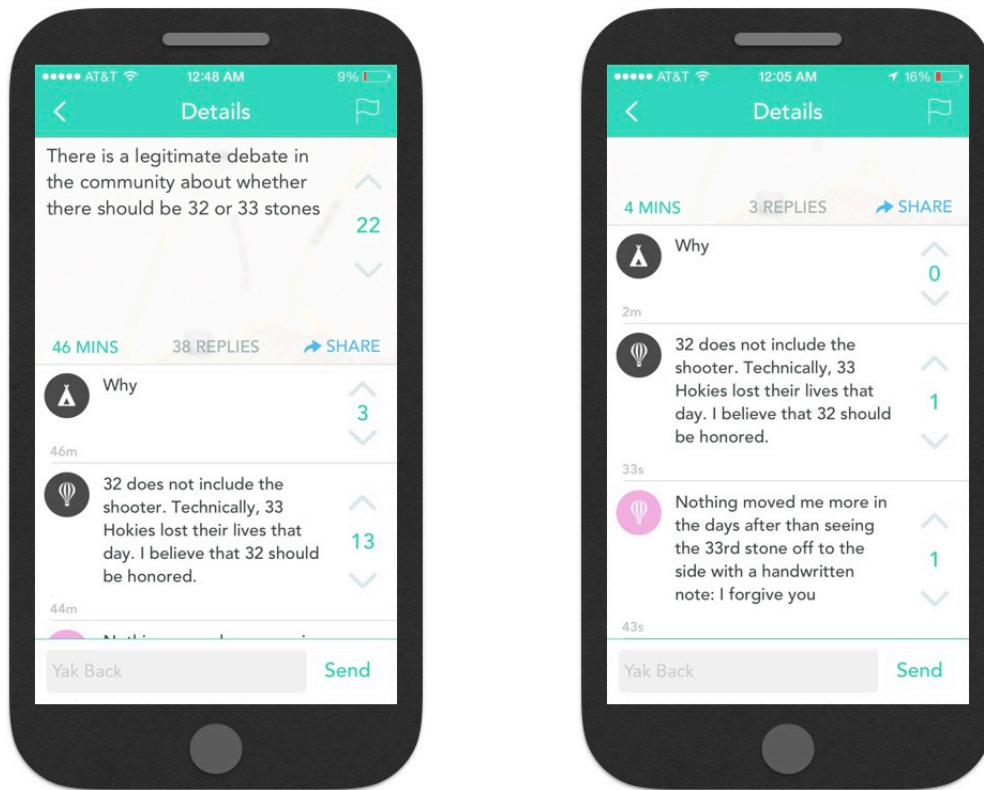 AT&T 12:48 AM 9%
Details
There is a legitimate debate in
the community about whether
there should be 32 or 33 stones
22
46 MINS 38 REPLIES SHARE
Why
3
46m
32 does not include the
shooter. Technically, 33
Hokies lost their lives that
day. I believe that 32 should
be honored.
13
44m
Yak Back Send
AT&T 12:05 AM 16%
Details
4 MINS 3 REPLIES SHARE
Why
0
2m
32 does not include the
shooter. Technically, 33
Hokies lost their lives that
day. I believe that 32 should
be honored.
1
33s
Nothing moved me more in
the days after than seeing
the 33rd stone off to the
side with a handwritten
note: I forgive you
1
43s
Yak Back Send